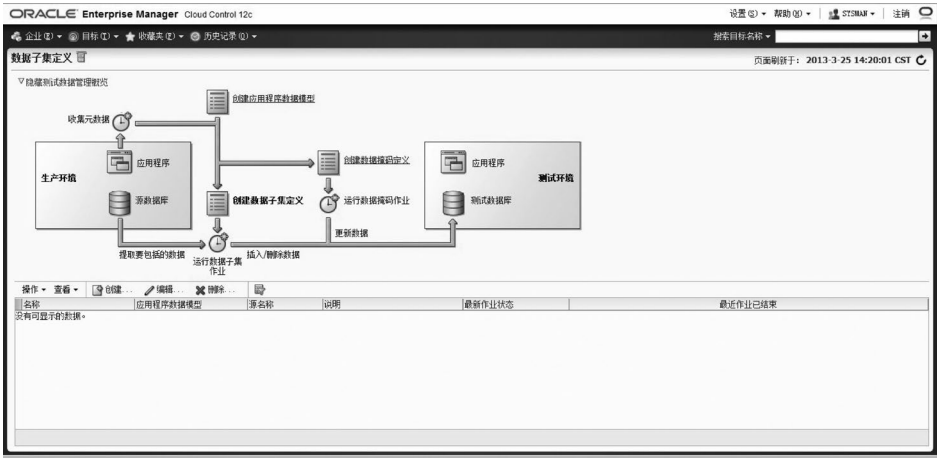 ORACLE Enterprise Manager Cloud Control 12c
设置(S) 帮助(H) SYSMAN 注销
企业(E) 目标(T) 收藏夹(F) 历史记录(O) 搜索目标名称
数据子集定义 页面刷新于: 2013-3-25 14:20:01 CST
隐藏测试数据管理概览
创建应用程序数据模型
收集元数据
应用程序 创建数据掩码定义 应用程序
生产环境 测试环境
源数据库 创建数据子集定义 运行数据掩码作业 测试数据库
更新数据
提取要包括的数据 运行数据子集 插入/删除数据
作业
操作 查看 创建... 编辑... 删除...
名称 应用程序数据模型 源名称 说明 最新作业状态 最近作业已结束
没有可显示的数据。